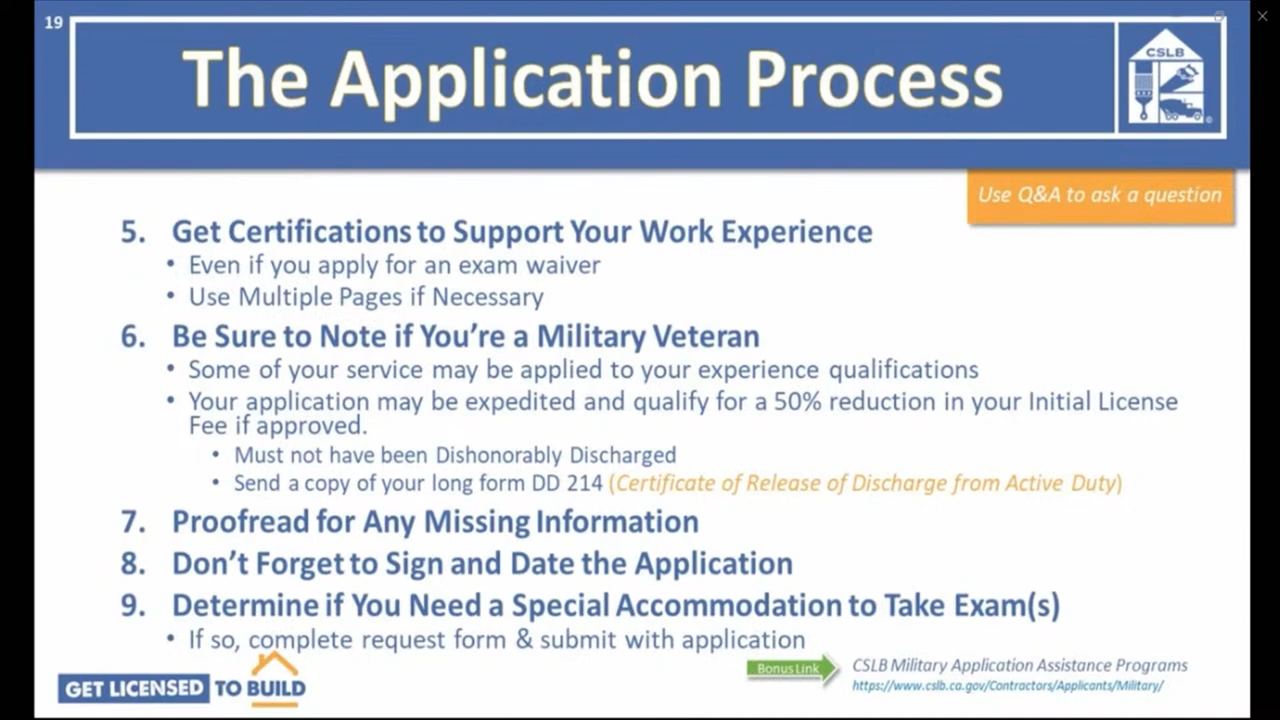 19
The Application Process
CSLB
Use Q&A to ask a question
5. Get Certifications to Support Your Work Experience
• Even if you apply for an exam waiver
• Use Multiple Pages if Necessary
6. Be Sure to Note if You're a Military Veteran
• Some of your service may be applied to your experience qualifications
• Your application may be expedited and qualify for a 50% reduction in your Initial License
Fee if approved.
• Must not have been Dishonorably Discharged
• Send a copy of your long form DD 214 (Certificate of Release of Discharge from Active Duty)
7. Proofread for Any Missing Information
8. Don't Forget to Sign and Date the Application
9. Determine if You Need a Special Accommodation to Take Exam(s)
• If so, complete request form & submit with application
GET LICENSED TO BUILD
Bonus Link
CSLB Military Application Assistance Programs
https://www.cslb.ca.gov/Contractors/Applicants/Military/